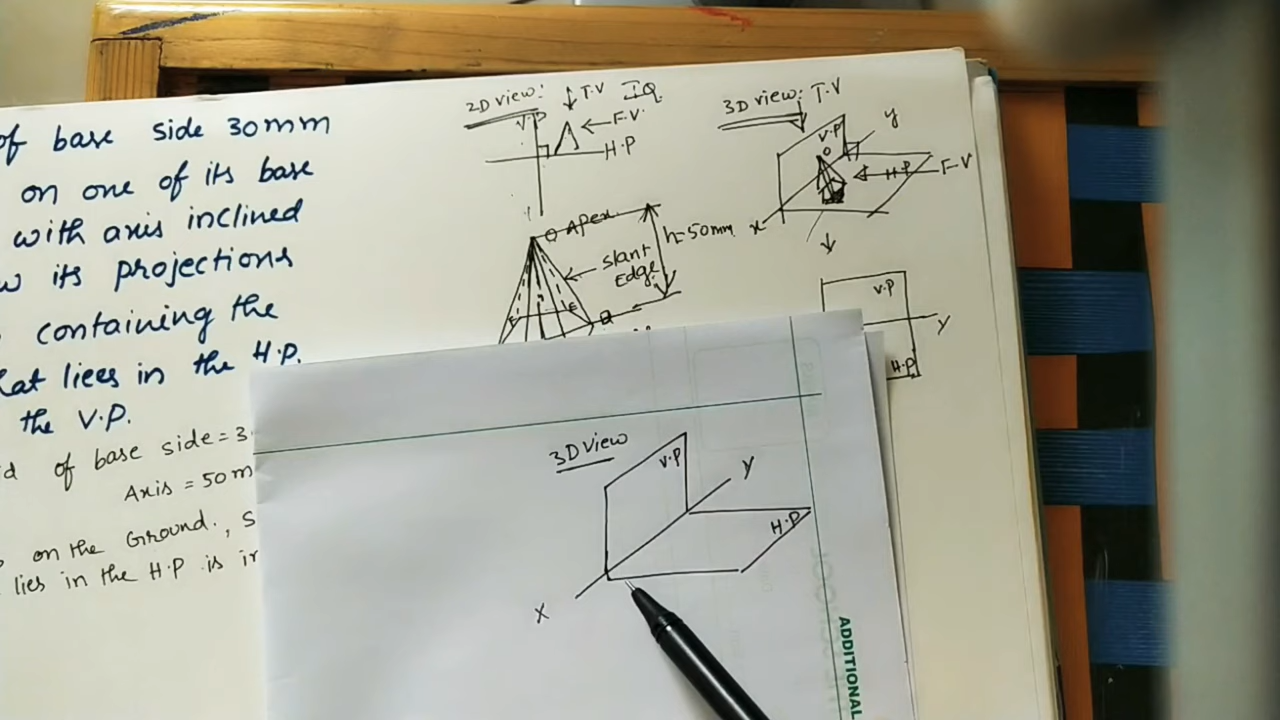 of base side 30mm
on one of its base
with axis inclined
its projections
containing the
lies in the H.P.
the V.P.
of base side = 3
Axis = 50m
on the Ground., S
lies in the H.P is
2D view:
T.V IQ
F.V.
H.P
O Apex
h=50mm
slant
Edge.
E
3D view: T.V
V.P
y
O
H.P
F.V
x
V.P
Y
H.P
3D View
V.P
Y
H.P
X
ADDITIONAL